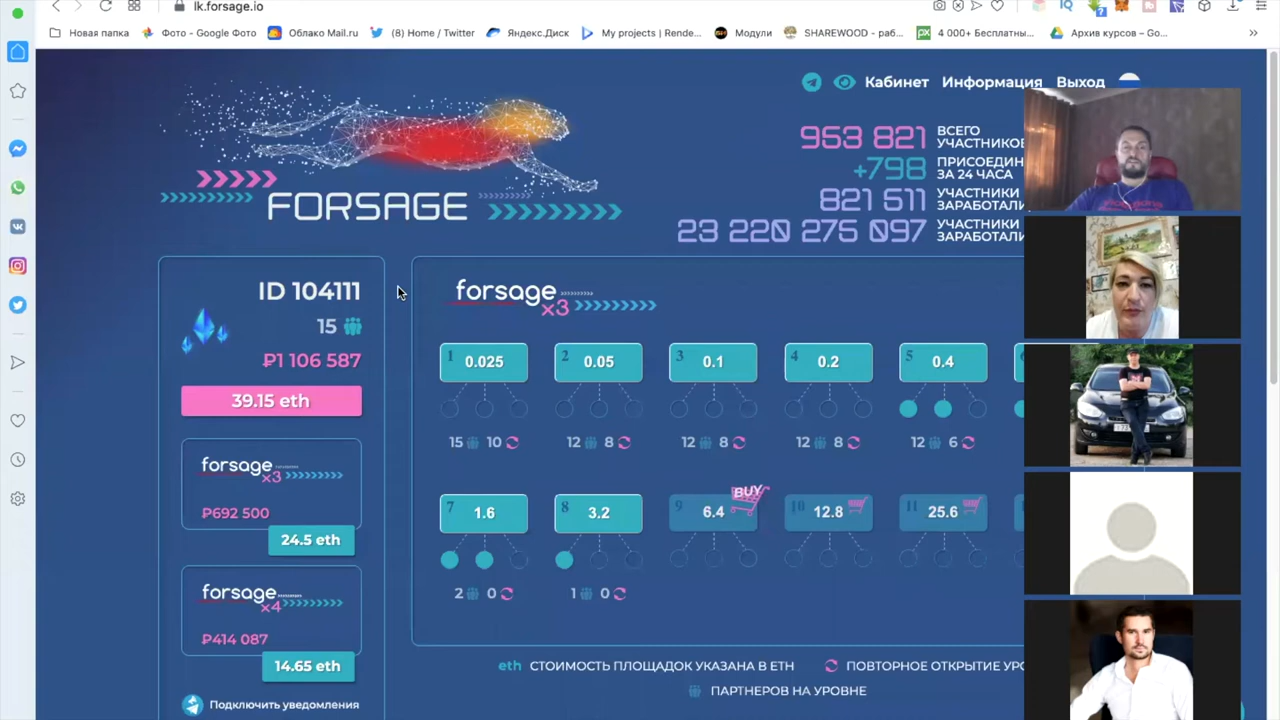 lk.forsage.io
Новая папка
Фото - Google Фото
Облако Mail.ru
(8) Home / Twitter
Яндекс.Диск
My projects | Rende...
Модули
SHAREWOOD - раб...
4 000+ Бесплатны...
Архив курсов – Go...
Кабинет Информация Выход
953 821 ВСЕГО УЧАСТНИКОВ
+798 ПРИСОЕДИН ЗА 24 ЧАСА
821 511 УЧАСТНИКИ ЗАРАБОТАЛИ
23 220 275 097 УЧАСТНИКИ ЗАРАБОТАЛИ
FORSAGE
ID 104111
15
₽1 106 587
39.15 eth
forsage x3
₽692 500
24.5 eth
forsage x4
₽414 087
14.65 eth
Подключить уведомления
forsage x3
1 0.025
2 0.05
3 0.1
4 0.2
5 0.4
15 10
12 8
12 8
12 8
12 6
7 1.6
8 3.2
9 6.4 BUY
10 12.8
11 25.6
2 0
1 0
eth СТОИМОСТЬ ПЛОЩАДОК УКАЗАНА В ETH
ПОВТОРНОЕ ОТКРЫТИЕ УРО
ПАРТНЕРОВ НА УРОВНЕ